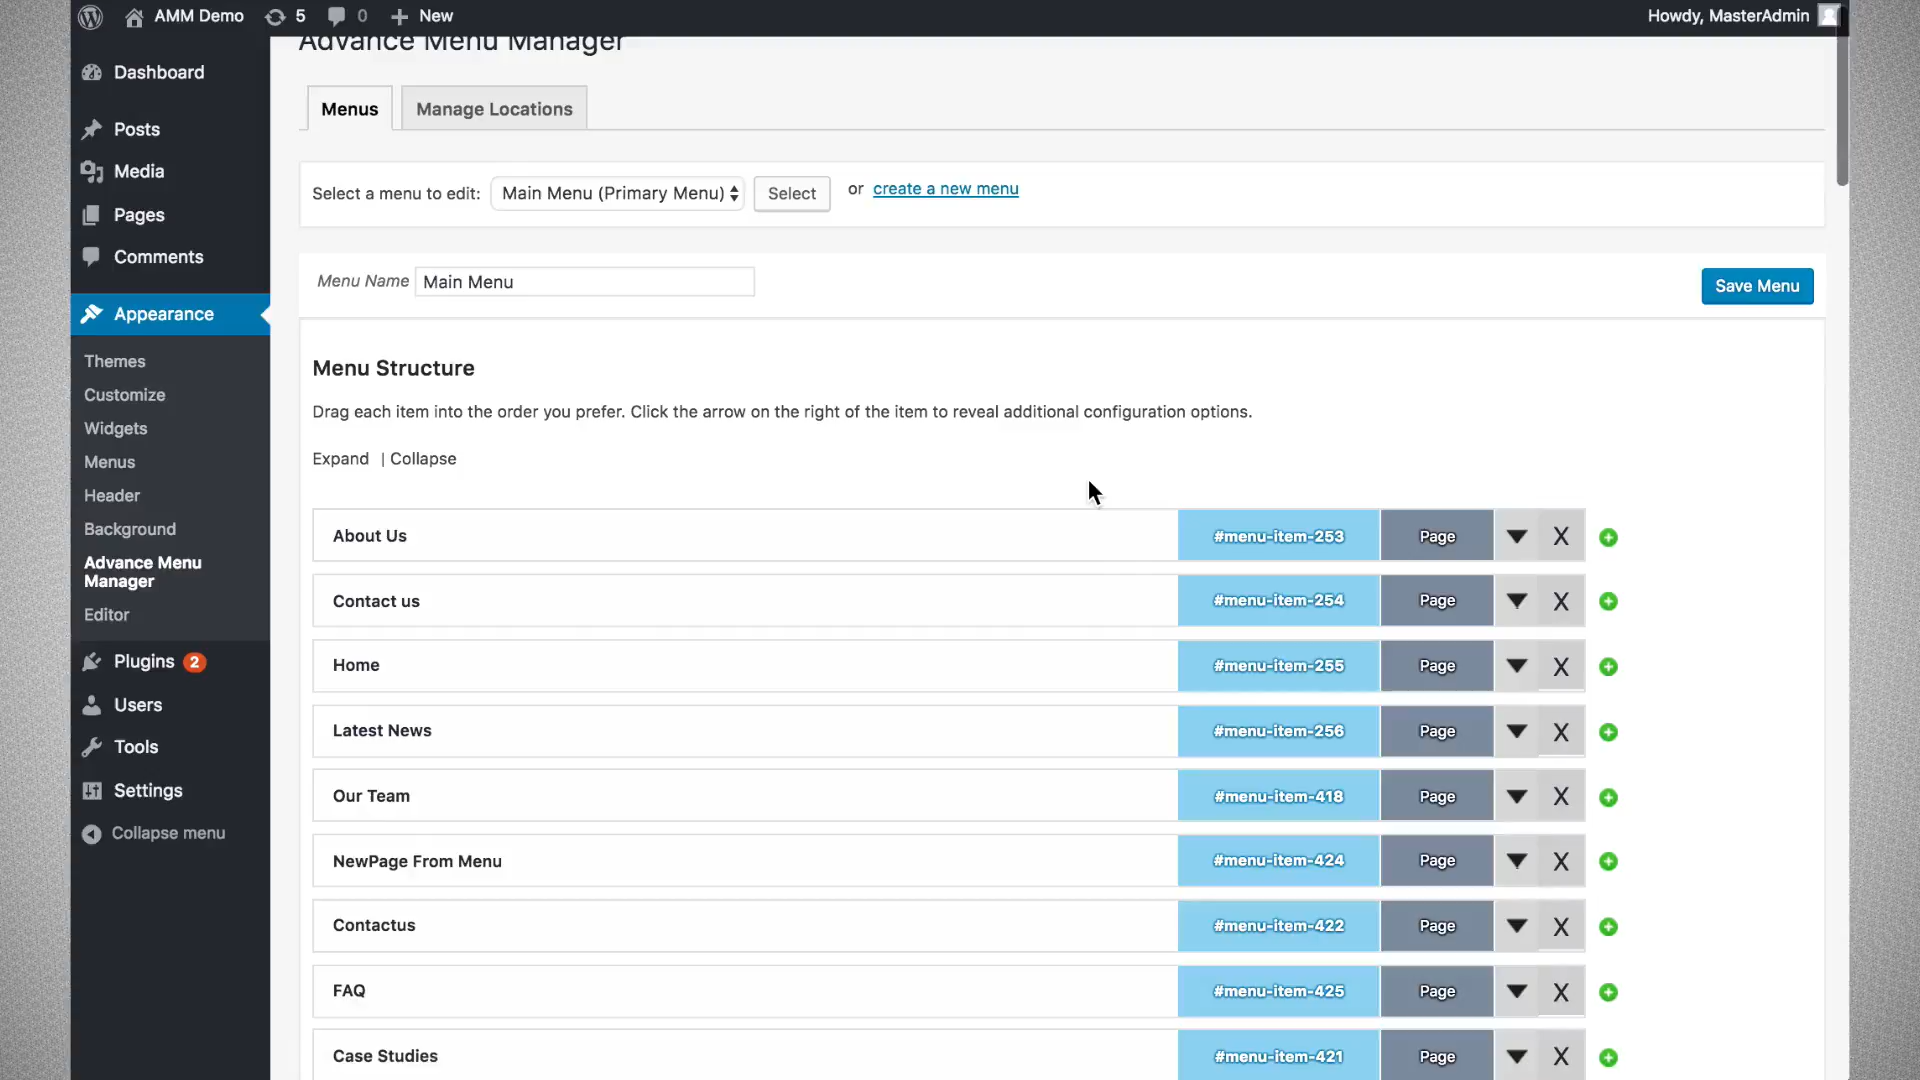 AMM Demo 5 0 New Howdy, MasterAdmin
Advance Menu Manager
Dashboard
Posts
Media
Pages
Comments
Appearance
Themes
Customize
Widgets
Menus
Header
Background
Advance Menu
Manager
Editor
Plugins 2
Users
Tools
Settings
Collapse menu
Menus Manage Locations
Select a menu to edit: Main Menu (Primary Menu) Select or create a new menu
Menu Name Main Menu Save Menu
Menu Structure
Drag each item into the order you prefer. Click the arrow on the right of the item to reveal additional configuration options.
Expand | Collapse
About Us #menu-item-253 Page X
Contact us #menu-item-254 Page X
Home #menu-item-255 Page X
Latest News #menu-item-256 Page X
Our Team #menu-item-418 Page X
NewPage From Menu #menu-item-424 Page X
Contactus #menu-item-422 Page X
FAQ #menu-item-425 Page X
Case Studies #menu-item-421 Page X